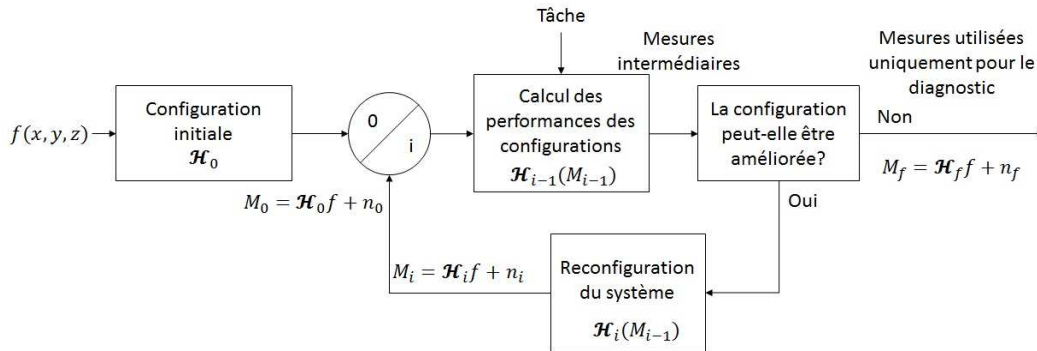 Tâche
Mesures
intermédiaires
Mesures utilisées
uniquement pour le
diagnostic
f(x, y, z)
Configuration
initiale
𝓗₀
0
i
Calcul des
performances des
configurations
𝓗ᵢ₋₁(Mᵢ₋₁)
La configuration
peut-elle être
améliorée?
Non
M_f = 𝓗_f f + n_f
Oui
M₀ = 𝓗₀f + n₀
Mᵢ = 𝓗ᵢf + nᵢ
Reconfiguration
du système
𝓗ᵢ(Mᵢ₋₁)